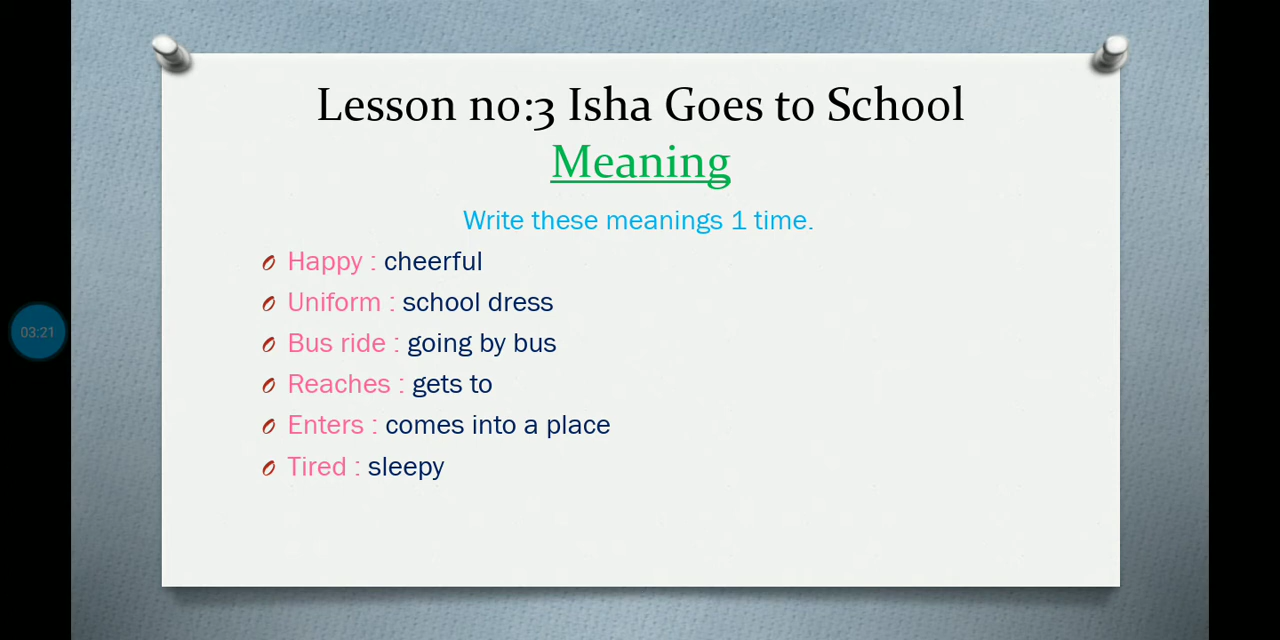 Lesson no:3 Isha Goes to School
Meaning
Write these meanings 1 time.
Happy : cheerful
Uniform : school dress
Bus ride : going by bus
Reaches : gets to
Enters : comes into a place
Tired : sleepy
03:21